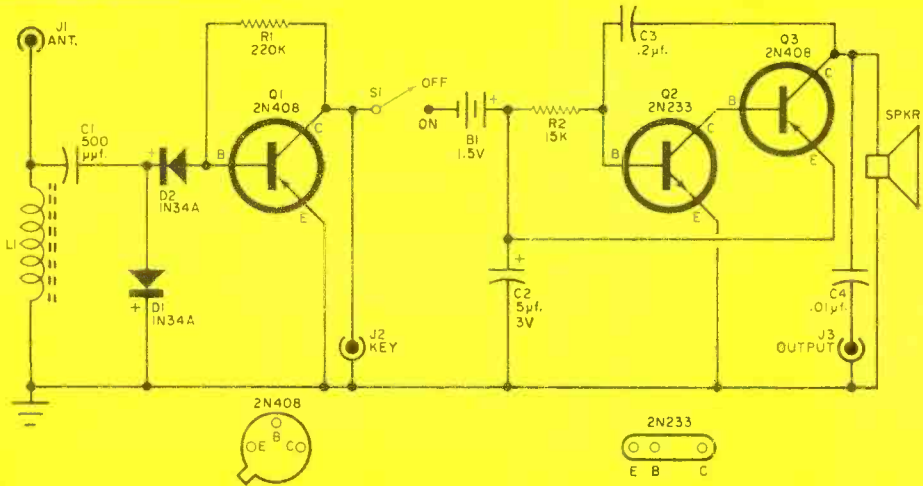 J1
ANT.
R1
220K
C3
.2µf.
Q3
2N408
Q1
2N408
S1
OFF
ON
B1
1.5V
R2
15K
Q2
2N233
SPKR
C1
500
µµf.
B
C
E
B
C
E
B
C
E
D2
1N34A
L1
D1
1N34A
C2
5µf.
3V
C4
.01µf.
J2
KEY
J3
OUTPUT
2N408
B
E
C
2N233
E B C